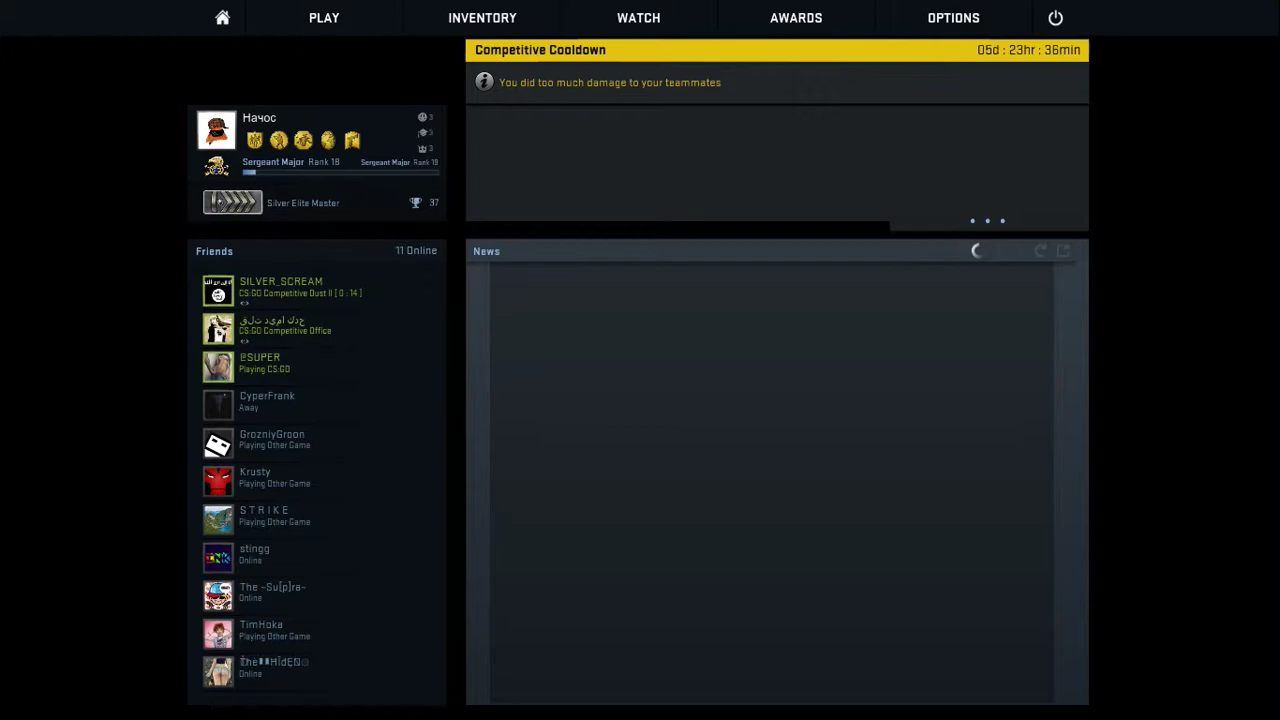 PLAY
INVENTORY
WATCH
AWARDS
OPTIONS
Competitive Cooldown
05d : 23hr : 36min
You did too much damage to your teammates
Начос
3
3
3
Sergeant Major Rank 18
Sergeant Major Rank 19
Silver Elite Master
37
Friends
11 Online
News
SILVER_SCREAM
CS:GO Competitive Dust II [ 0 : 14 ]
CS:GO Competitive Office
@SUPER
Playing CS:GO
CyperFrank
Away
GrozniyGroon
Playing Other Game
Krusty
Playing Other Game
S T R I K E
Playing Other Game
stingg
Online
The ~Su[p]ra~
Online
TimHoka
Playing Other Game
Online